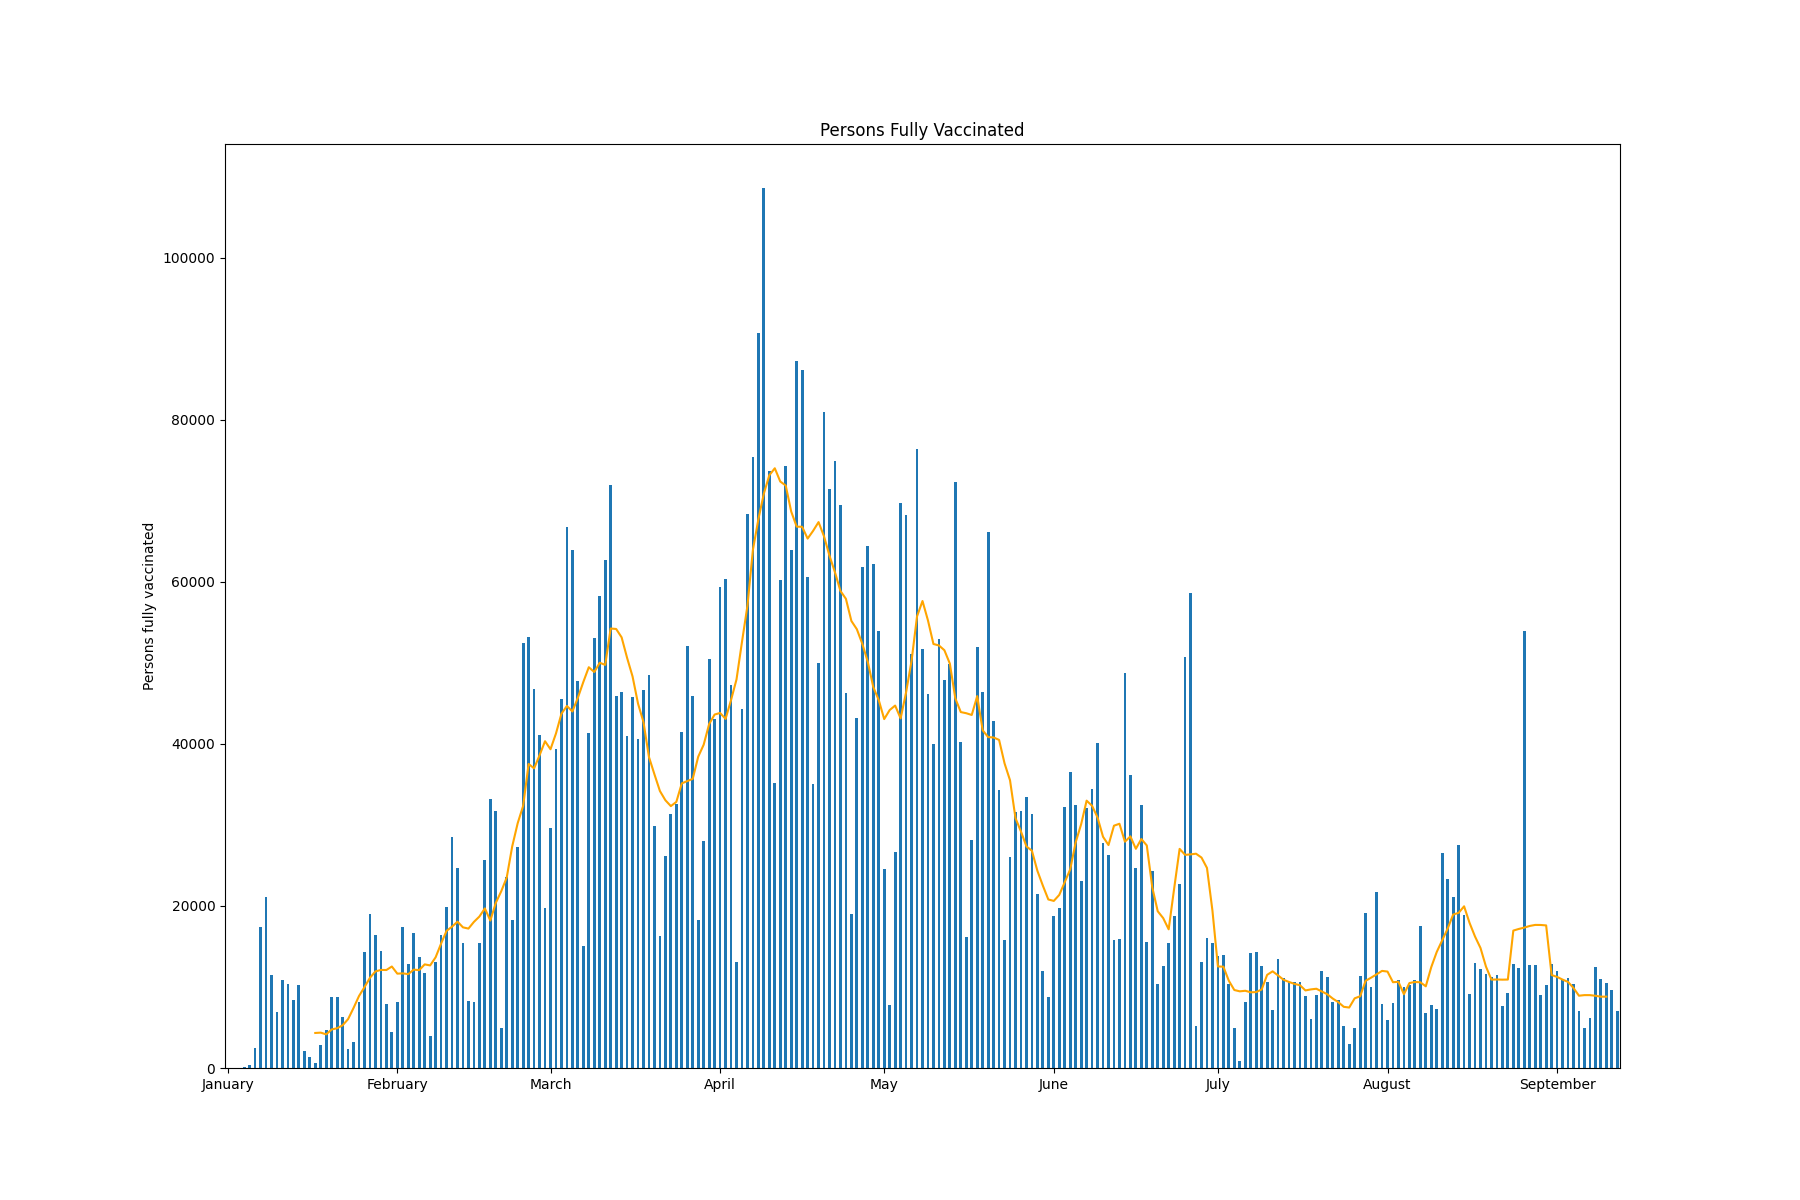 Persons Fully Vaccinated
Persons fully vaccinated
100000
80000
60000
40000
20000
0
January February March April May June July August September